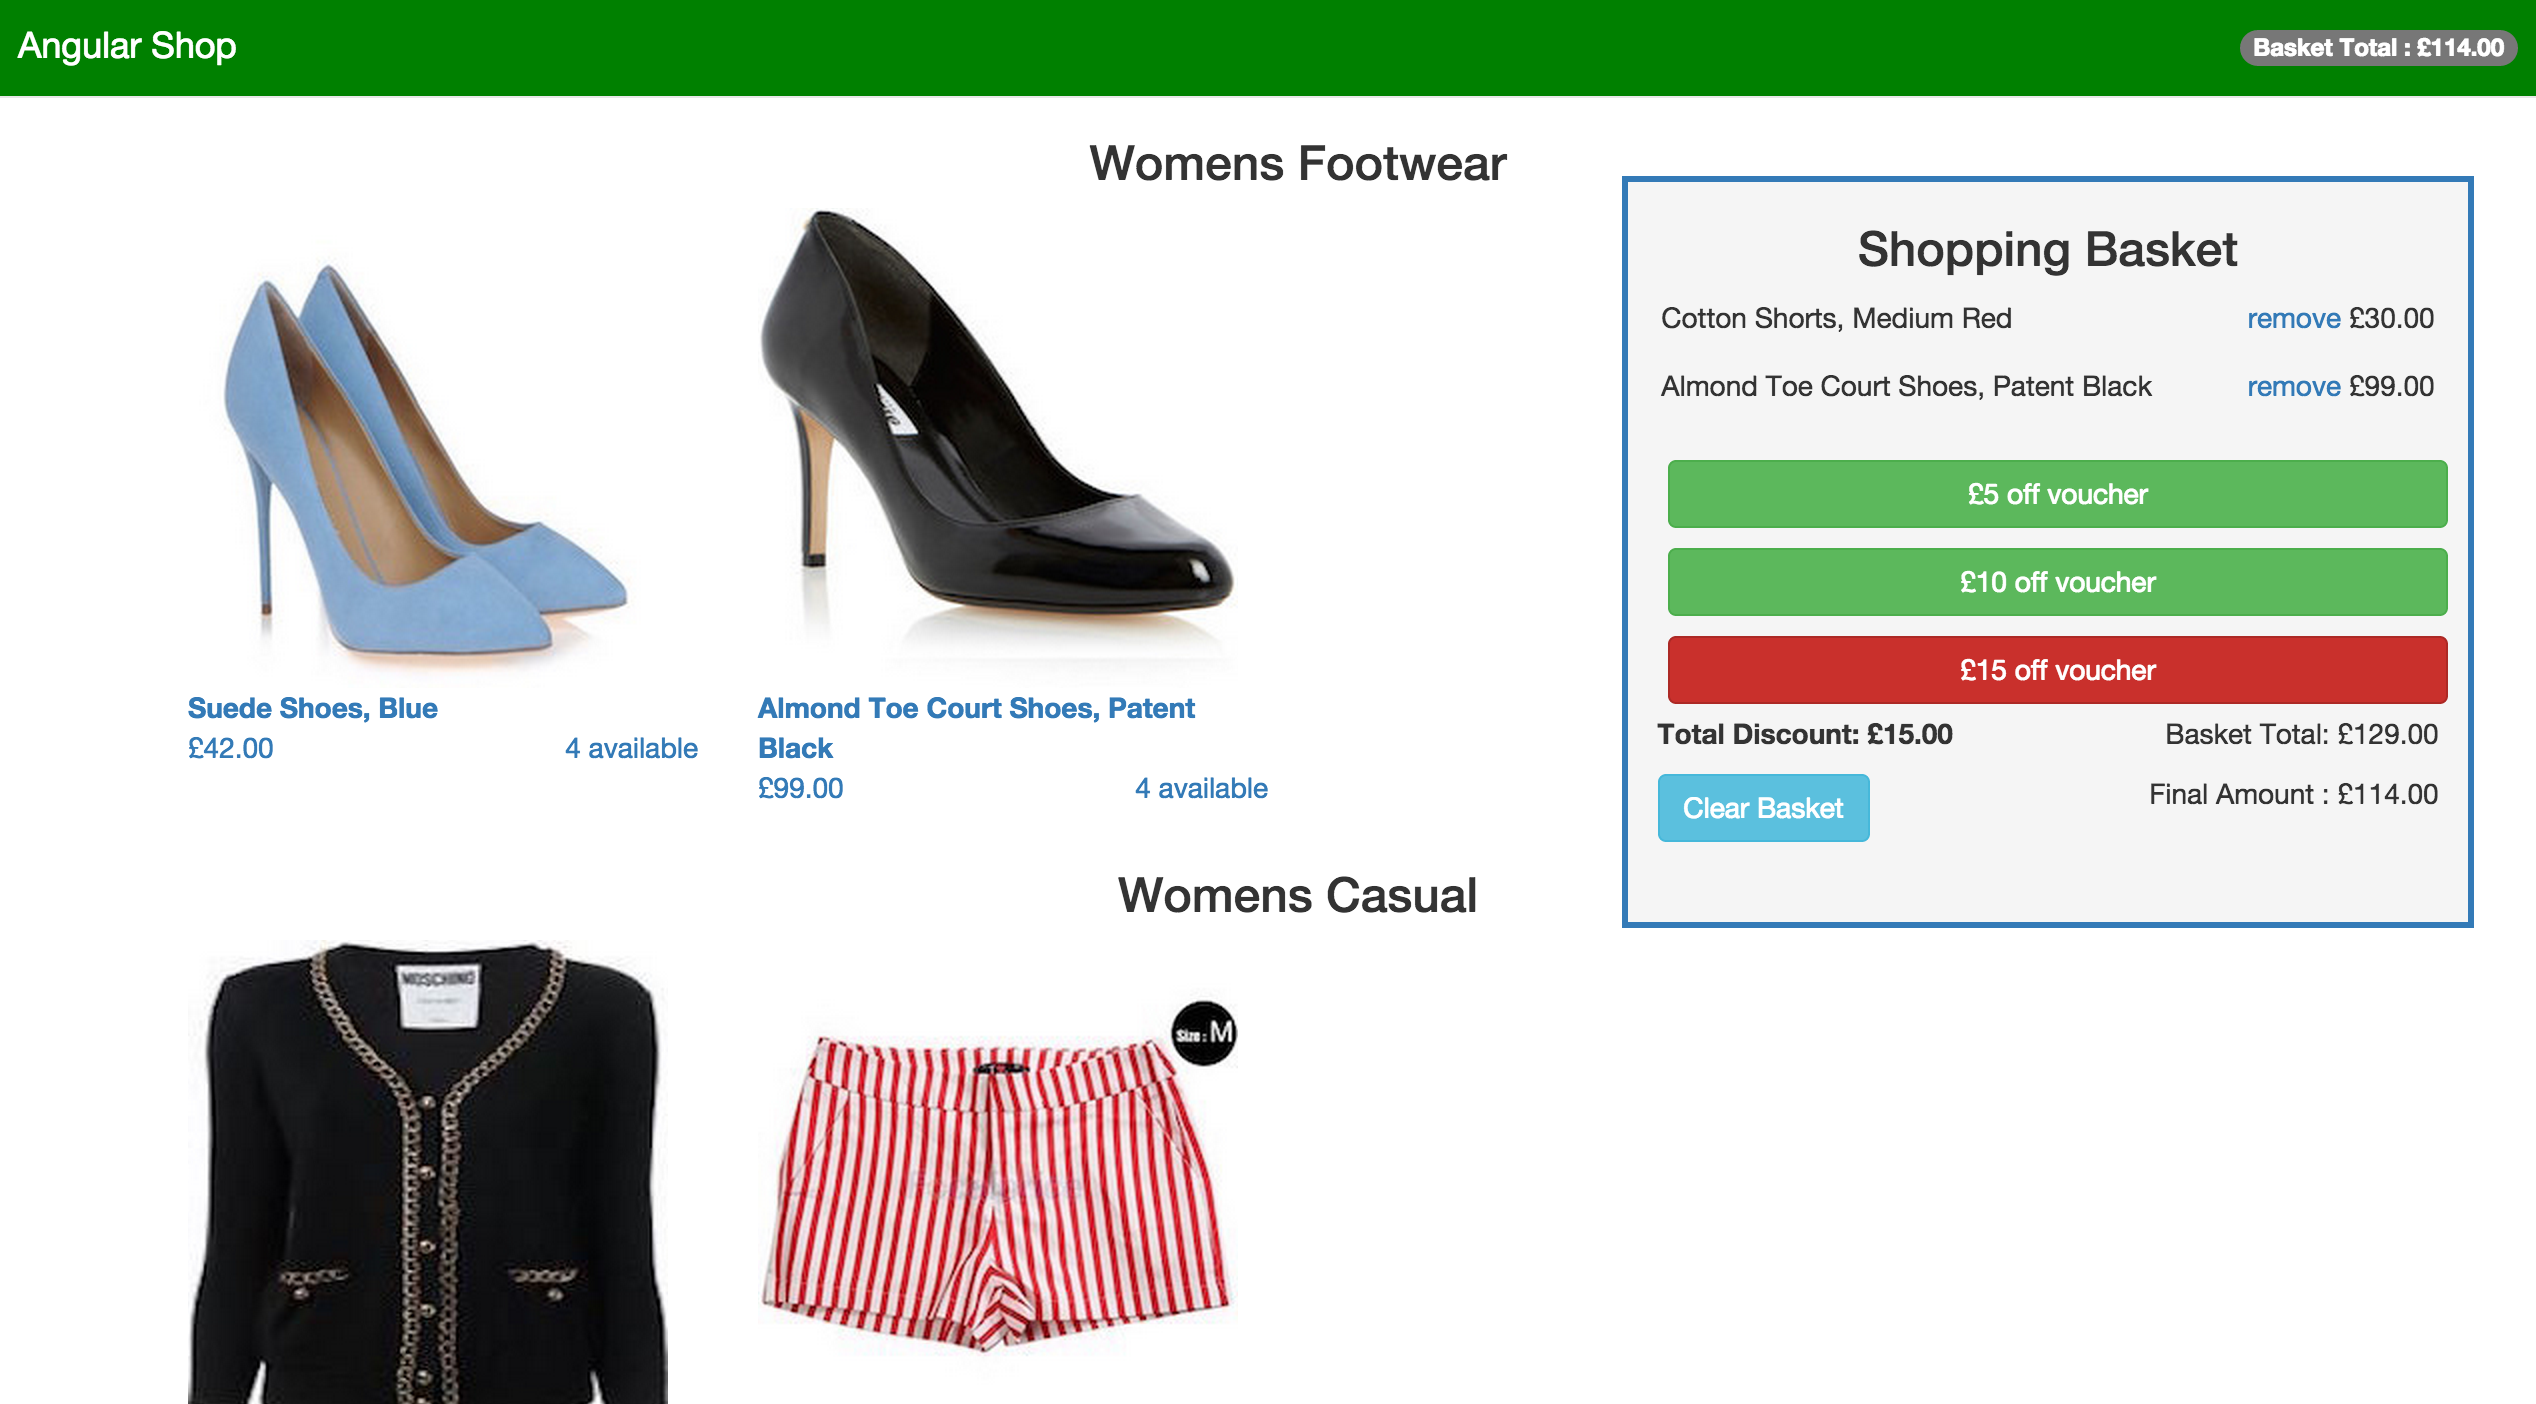 Angular Shop
Basket Total : £114.00
Womens Footwear
Suede Shoes, Blue
£42.00
4 available
Almond Toe Court Shoes, Patent
Black
£99.00
4 available
Shopping Basket
Cotton Shorts, Medium Red
remove £30.00
Almond Toe Court Shoes, Patent Black
remove £99.00
£5 off voucher
£10 off voucher
£15 off voucher
Total Discount: £15.00
Basket Total: £129.00
Clear Basket
Final Amount : £114.00
Womens Casual
MOSCHINO
Size : M